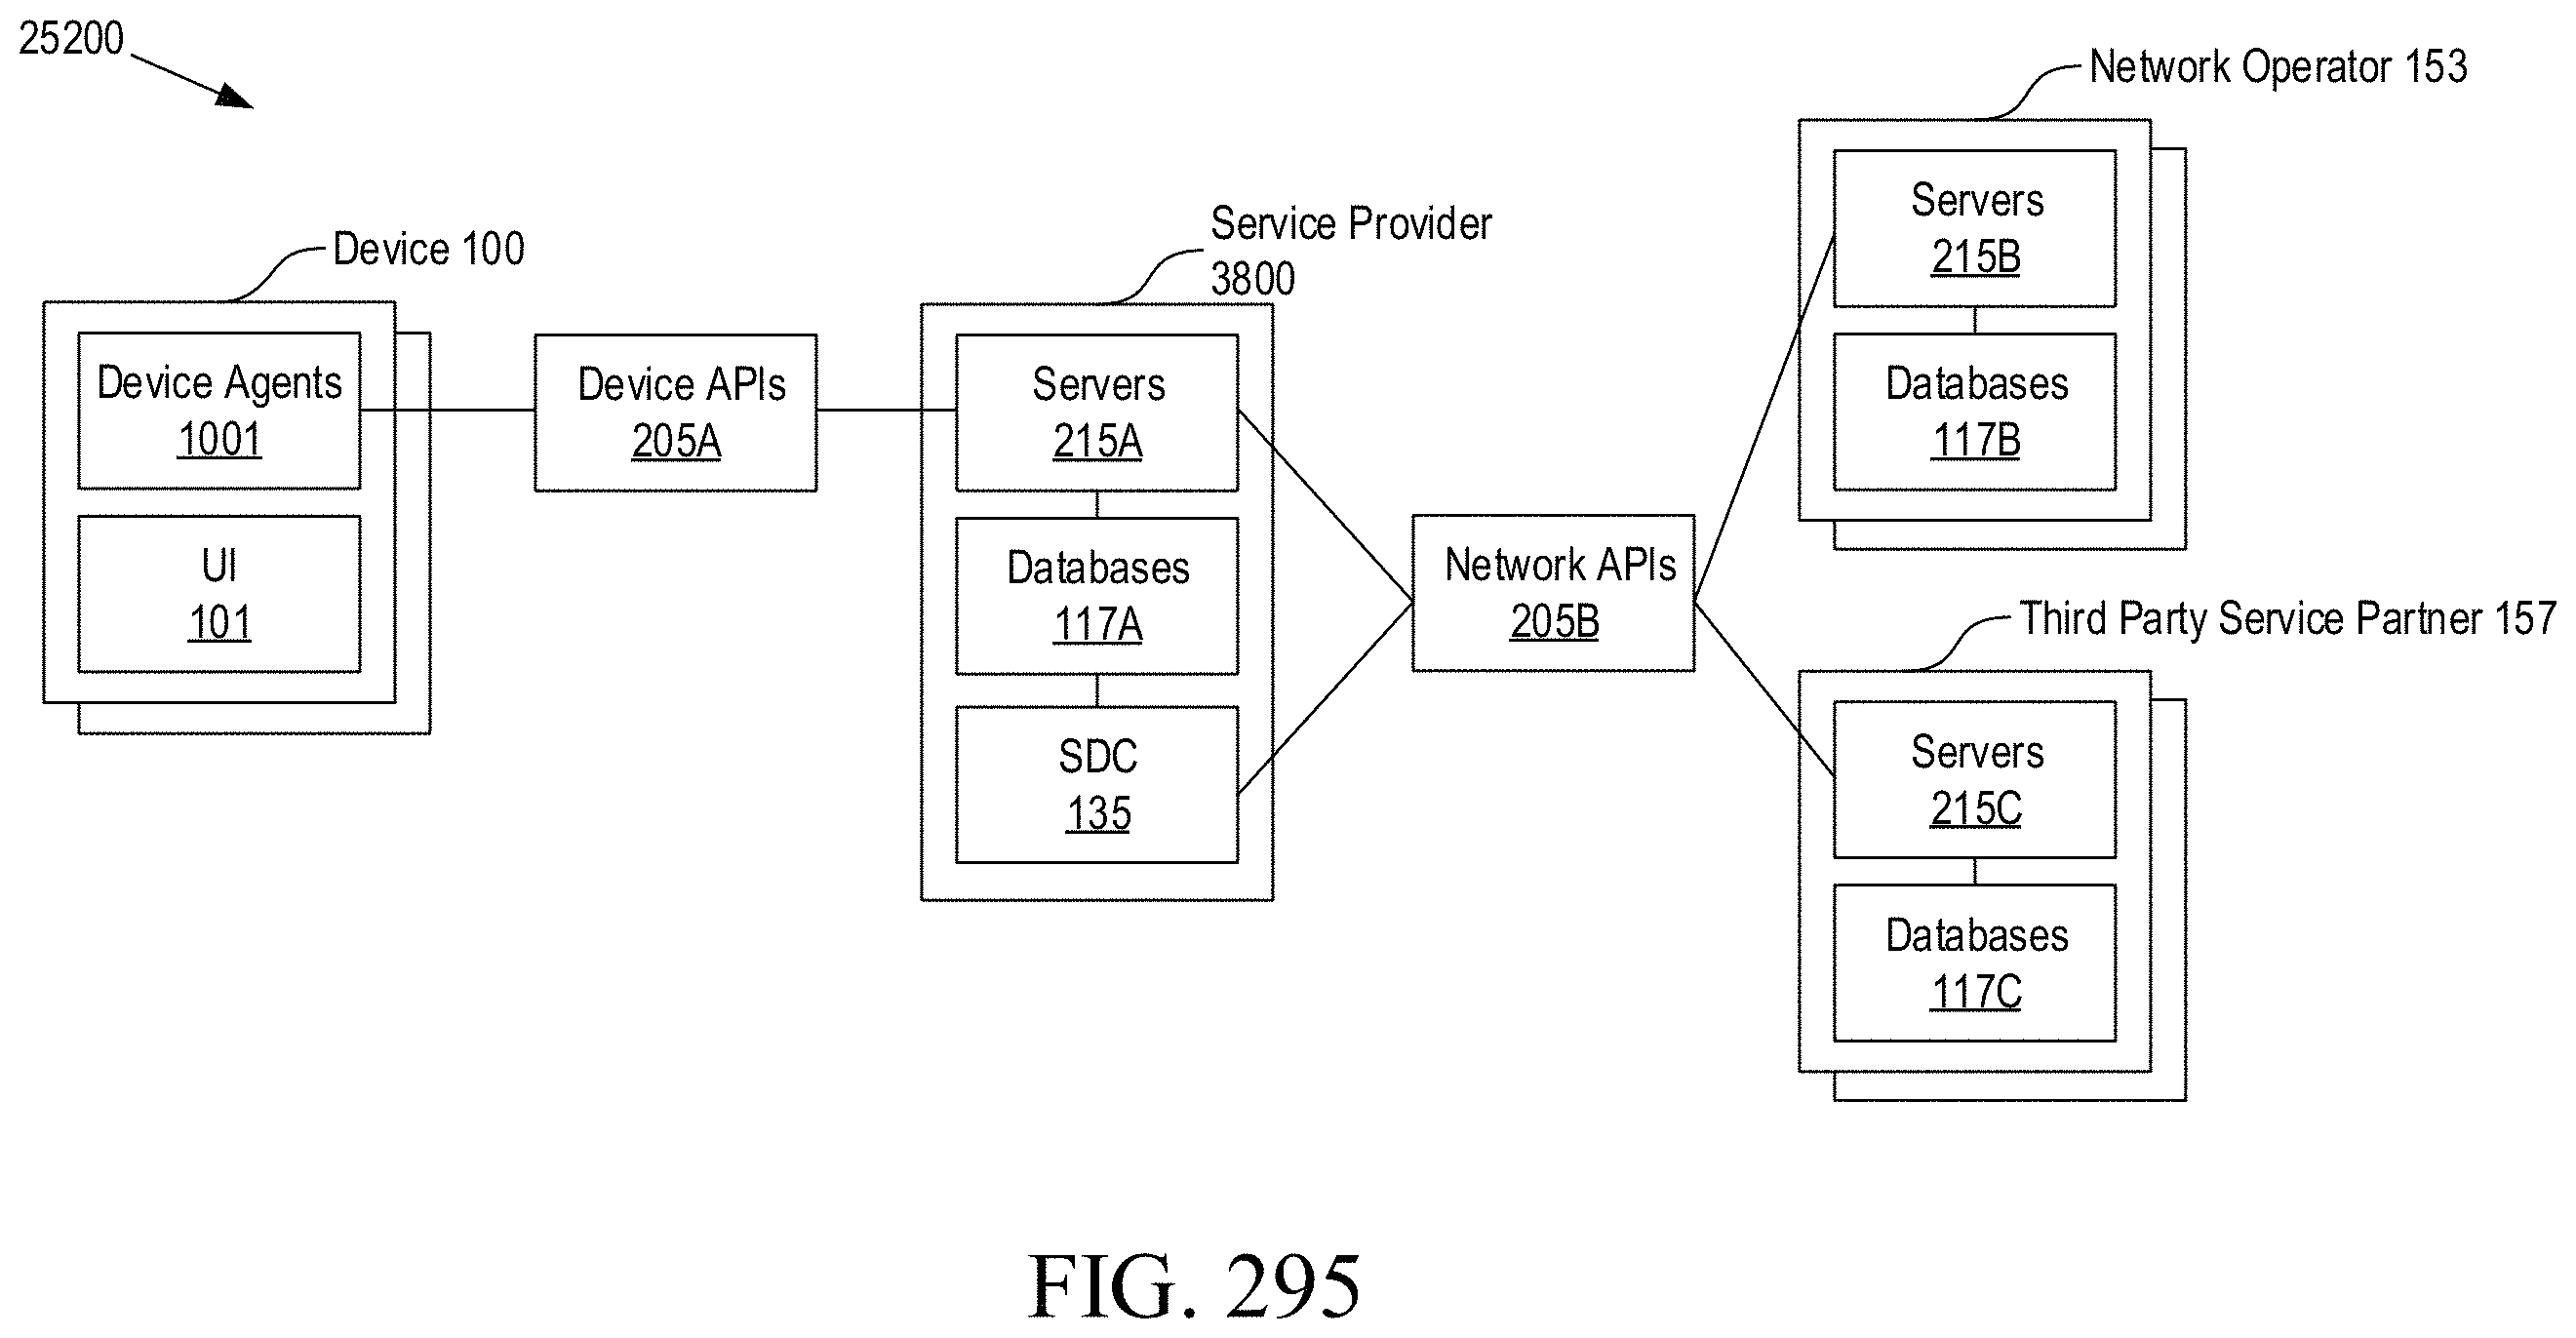 25200
Network Operator 153
Servers
215B
Databases
117B
Device 100
Device Agents
1001
UI
101
Device APIs
205A
Service Provider
3800
Servers
215A
Databases
117A
SDC
135
Network APIs
205B
Third Party Service Partner 157
Servers
215C
Databases
117C
FIG. 295